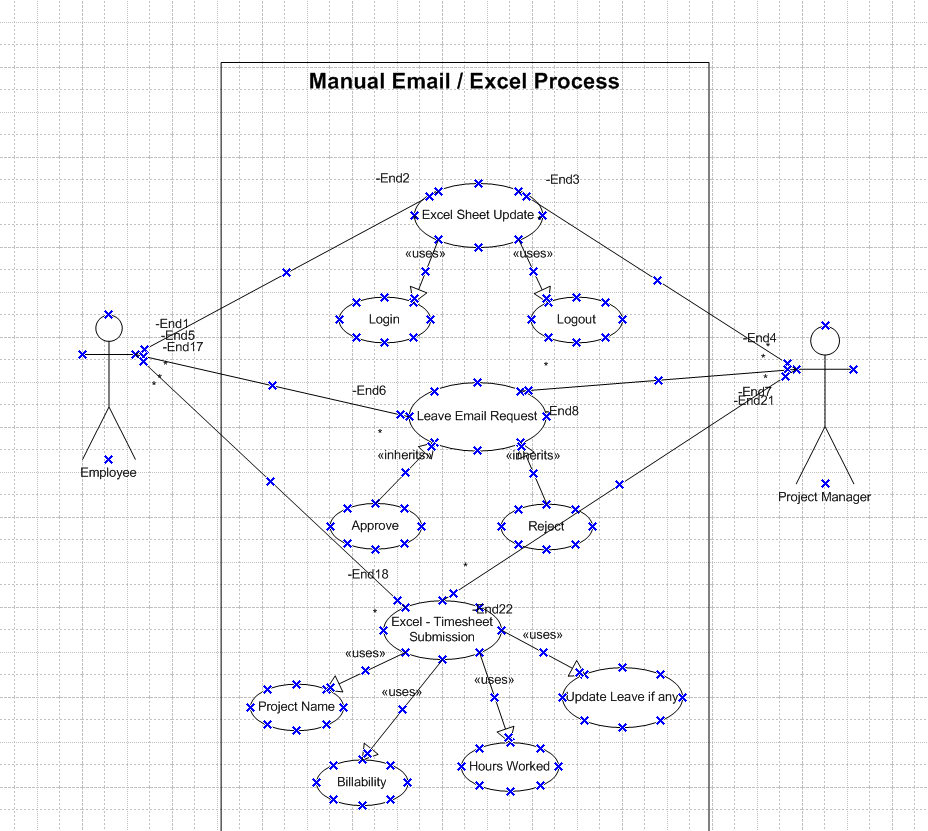 Manual Email / Excel Process
-End2
-End3
Excel Sheet Update
«uses»
«uses»
Login
Logout
-End1
-End5
-End17
-End4
*
*
*
*
*
*
*
-End6
-End7
-End21
Leave Email Request
-End8
*
«inherits»
«inherits»
Employee
Project Manager
Approve
Reject
*
-End18
*
-End22
Excel - Timesheet
Submission
«uses»
«uses»
«uses»
«uses»
Project Name
Update Leave if any
Billability
Hours Worked